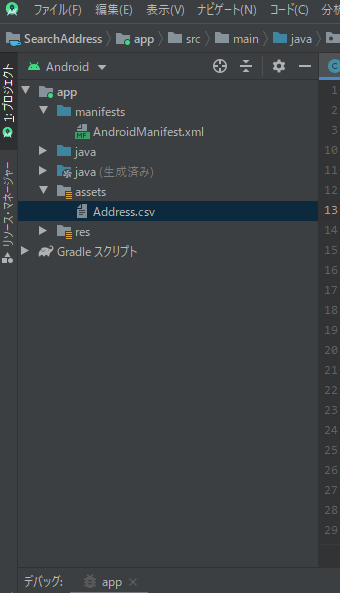 ファイル(F) 編集(E) 表示(V) ナビゲート(N) コード(C) 分析
SearchAddress app src main java
1: プロジェクト
リソース・マネージャー
Android
app
manifests
MF AndroidManifest.xml
java
java (生成済み)
assets
Address.csv
res
Gradle スクリプト
C
1
2
3
10
11
12
13
14
15
16
17
18
19
20
21
22
23
24
25
26
27
28
29
デバッグ: app